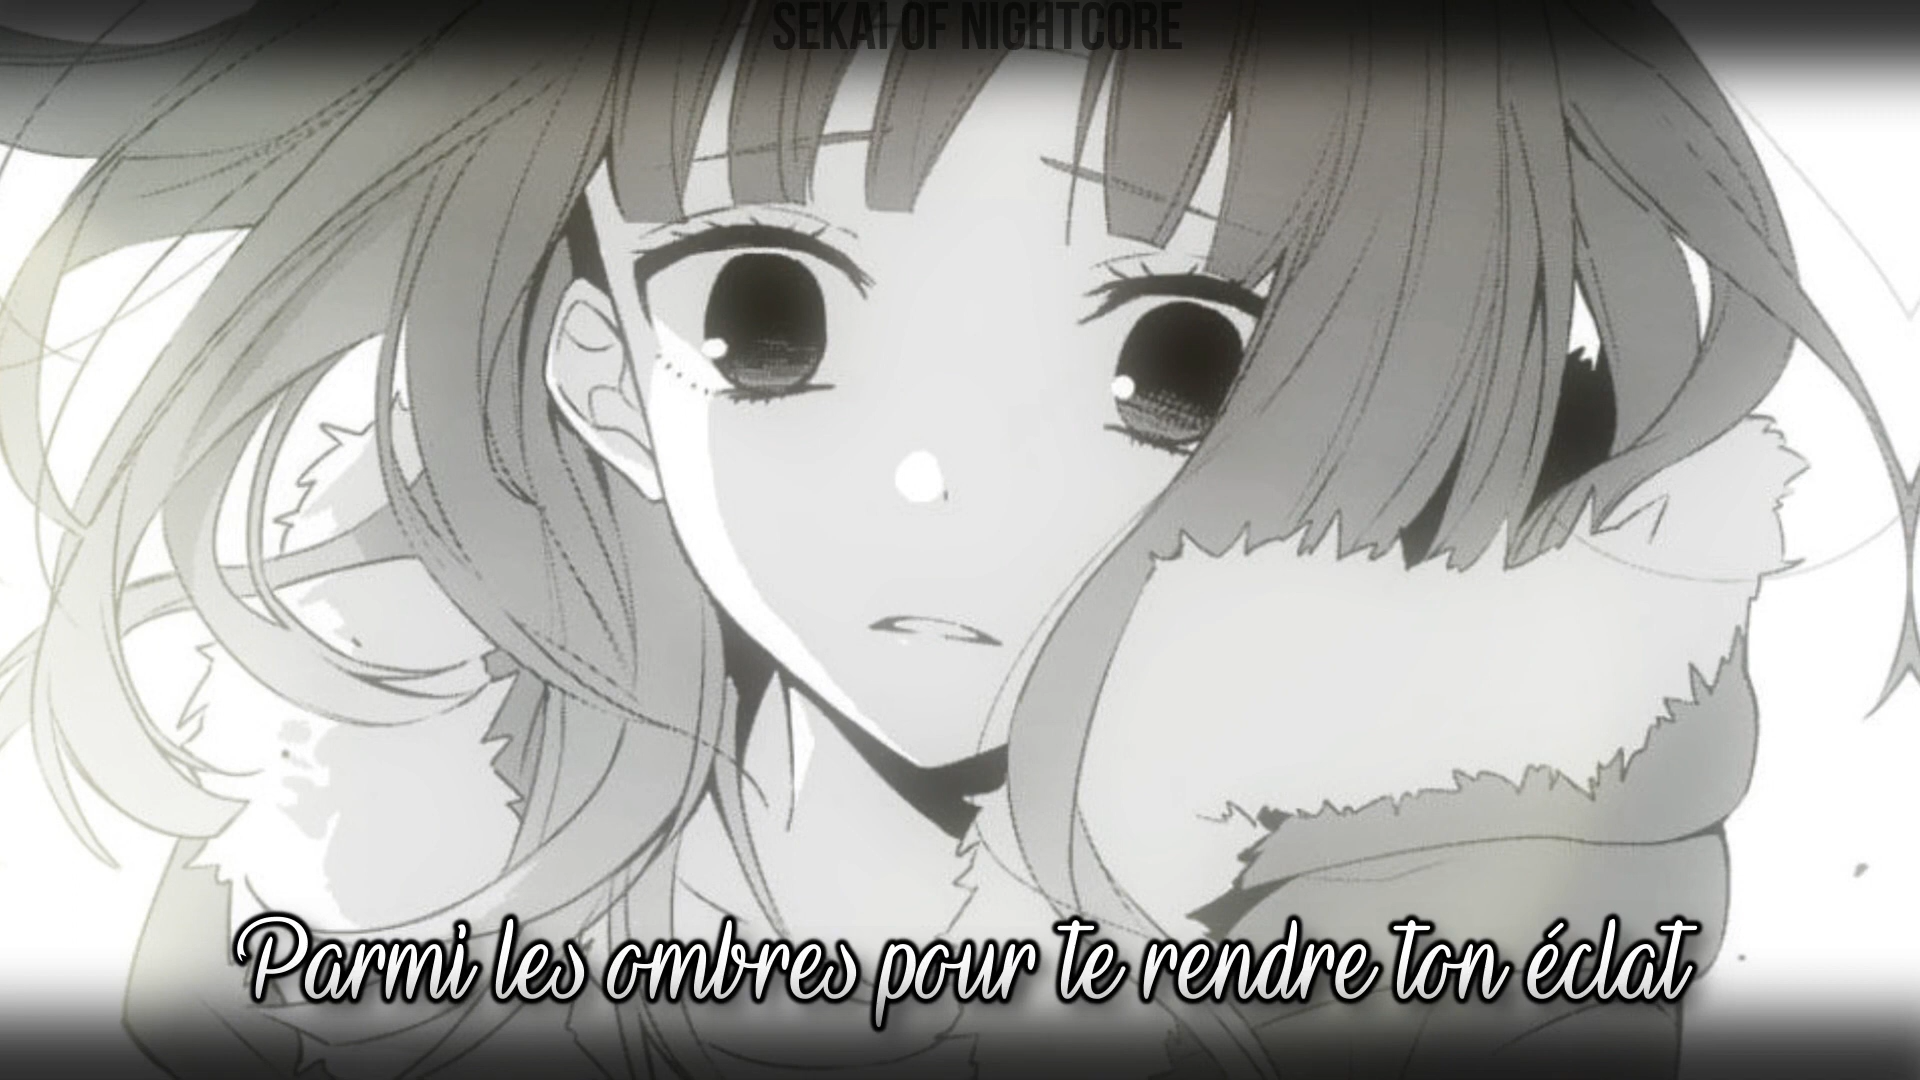 SEKAI OF NIGHTCORE
Parmi les ombres pour te rendre ton éclat